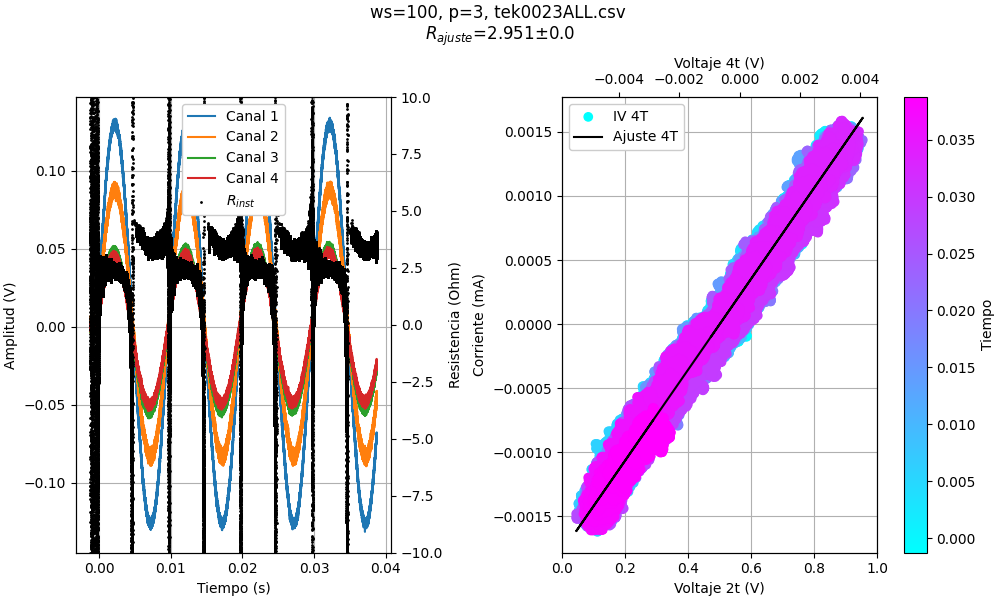 ws=100, p=3, tek0023ALL.csv
R_ajuste=2.951±0.0
Amplitud (V)
0.10
0.05
0.00
−0.05
−0.10
Canal 1
Canal 2
Canal 3
Canal 4
R_inst
10.0
7.5
5.0
2.5
0.0
−2.5
−5.0
−7.5
−10.0
Resistencia (Ohm)
0.00 0.01 0.02 0.03 0.04
Tiempo (s)
Voltaje 4t (V)
−0.004 −0.002 0.000 0.002 0.004
IV 4T
Ajuste 4T
Corriente (mA)
0.0015
0.0010
0.0005
0.0000
−0.0005
−0.0010
−0.0015
0.0 0.2 0.4 0.6 0.8 1.0
Voltaje 2t (V)
0.035
0.030
0.025
0.020
0.015
0.010
0.005
0.000
Tiempo